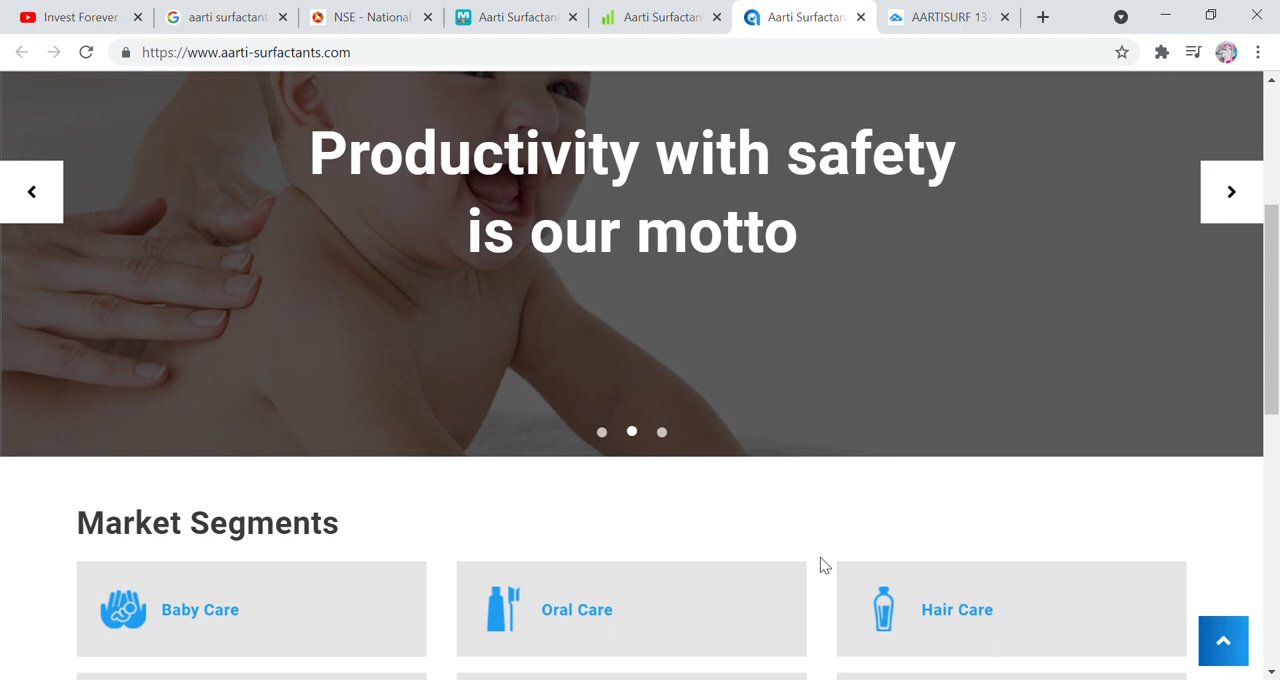 Invest Forever
aarti surfactant
NSE - National
Aarti Surfactan
Aarti Surfactan
Aarti Surfactan
AARTISURF 137
https://www.aarti-surfactants.com
Productivity with safety
is our motto
Market Segments
Baby Care
Oral Care
Hair Care